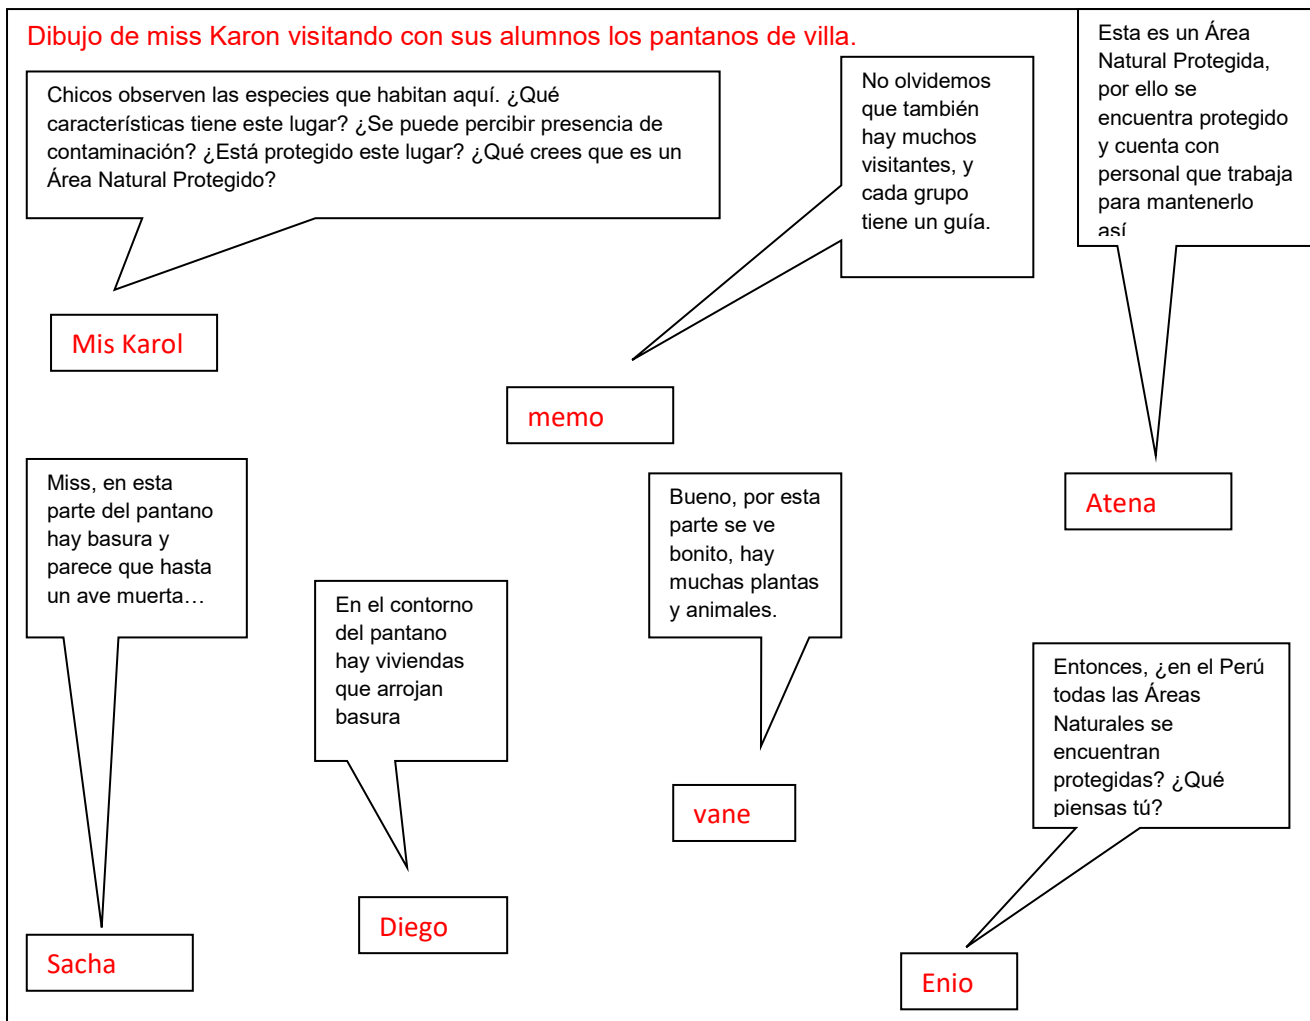 Dibujo de miss Karon visitando con sus alumnos los pantanos de villa.
Chicos observen las especies que habitan aquí. ¿Qué
características tiene este lugar? ¿Se puede percibir presencia de
contaminación? ¿Está protegido este lugar? ¿Qué crees que es un
Área Natural Protegido?
Mis Karol
No olvidemos
que también
hay muchos
visitantes, y
cada grupo
tiene un guía.
memo
Esta es un Área
Natural Protegida,
por ello se
encuentra protegido
y cuenta con
personal que trabaja
para mantenerlo
así
Atena
Miss, en esta
parte del pantano
hay basura y
parece que hasta
un ave muerta…
Sacha
En el contorno
del pantano
hay viviendas
que arrojan
basura
Diego
Bueno, por esta
parte se ve
bonito, hay
muchas plantas
y animales.
vane
Entonces, ¿en el Perú
todas las Áreas
Naturales se
encuentran
protegidas? ¿Qué
piensas tú?
Enio